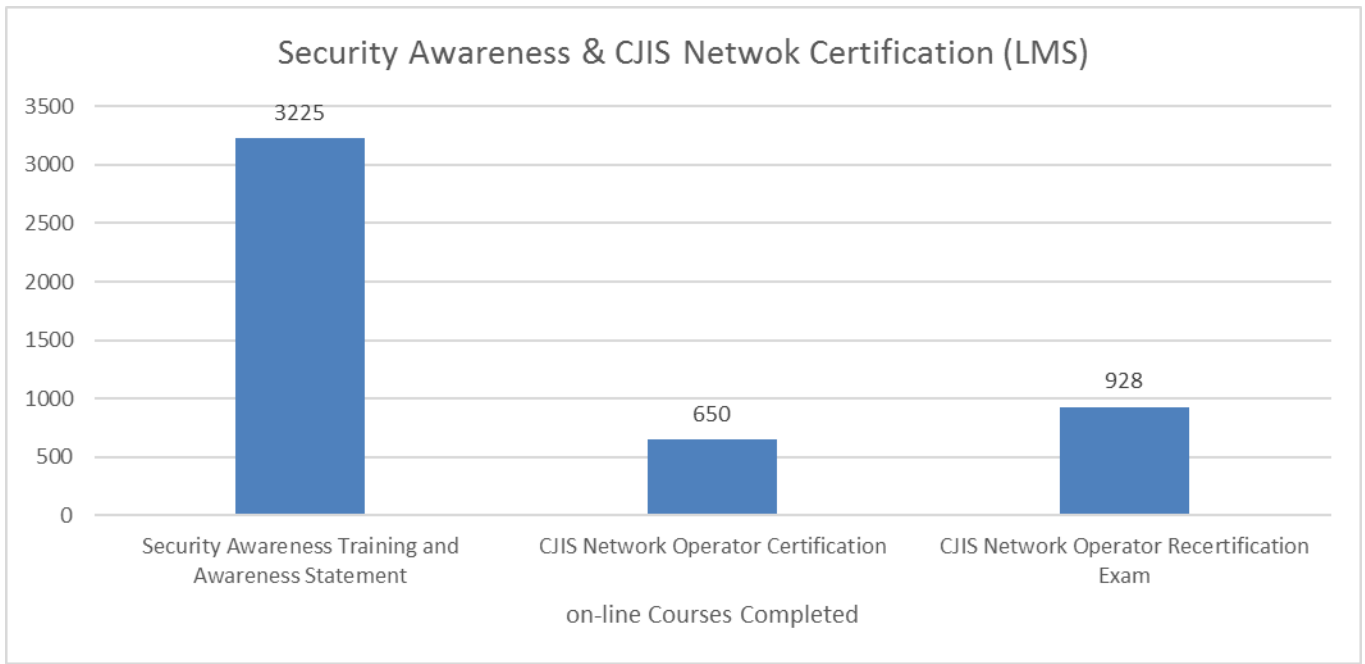 Security Awareness & CJIS Netwok Certification (LMS)
3500
3000
2500
2000
1500
1000
500
0
3225
650
928
Security Awareness Training and
Awareness Statement
CJIS Network Operator Certification
CJIS Network Operator Recertification
Exam
on-line Courses Completed